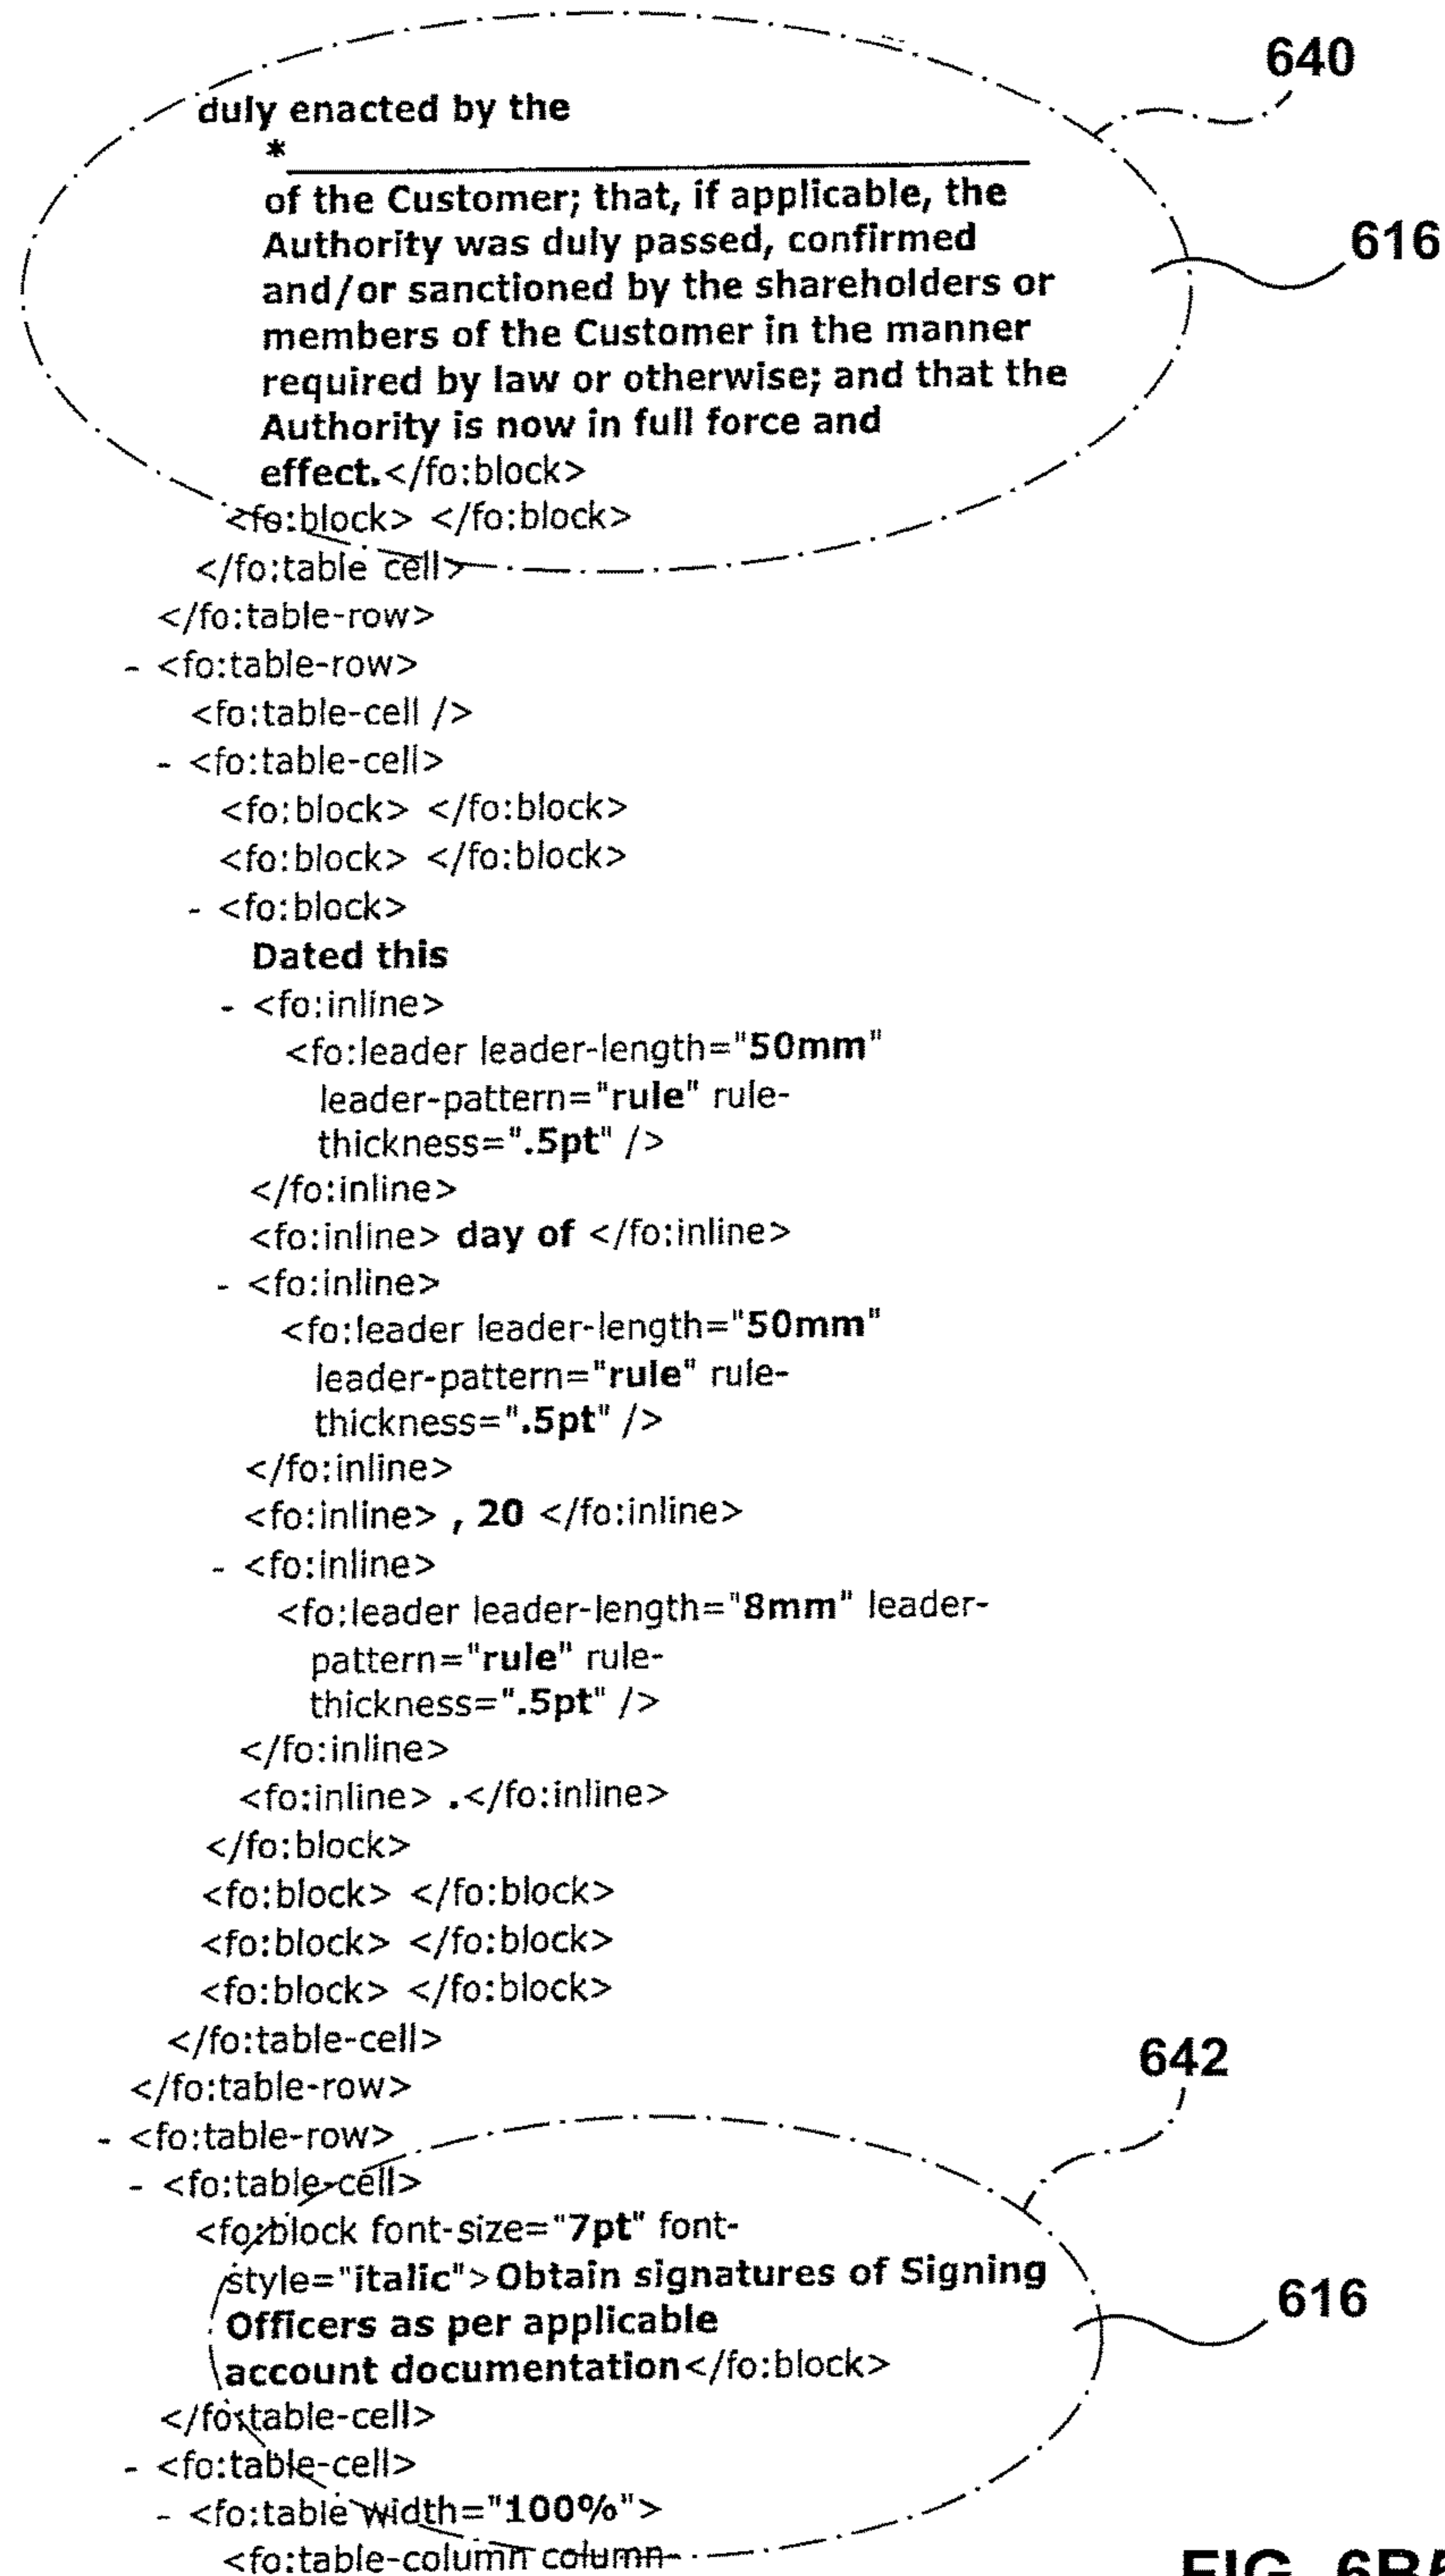 640
duly enacted by the
*
616
of the Customer; that, if applicable, the
Authority was duly passed, confirmed
and/or sanctioned by the shareholders or
members of the Customer in the manner
required by law or otherwise; and that the
Authority is now in full force and
effect.</fo:block>
<fo:block> </fo:block>
</fo:table cell>
</fo:table-row>
- <fo:table-row>
<fo:table-cell />
- <fo:table-cell>
<fo:block> </fo:block>
<fo:block> </fo:block>
- <fo:block>
Dated this
- <fo:inline>
<fo:leader leader-length="50mm"
leader-pattern="rule" rule-
thickness=".5pt" />
</fo:inline>
<fo:inline> day of </fo:inline>
- <fo:inline>
<fo:leader leader-length="50mm"
leader-pattern="rule" rule-
thickness=".5pt" />
</fo:inline>
<fo:inline> , 20 </fo:inline>
- <fo:inline>
<fo:leader leader-length="8mm" leader-
pattern="rule" rule-
thickness=".5pt" />
</fo:inline>
<fo:inline> .</fo:inline>
</fo:block>
<fo:block> </fo:block>
<fo:block> </fo:block>
<fo:block> </fo:block>
</fo:table-cell>
642
</fo:table-row>
- <fo:table-row>
- <fo:table-cell>
<fo:block font-size="7pt" font-
style="italic">Obtain signatures of Signing
616
Officers as per applicable
account documentation</fo:block>
</fo:table-cell>
- <fo:table-cell>
- <fo:table width="100%">
<fo:table-column column-
FIG. 6B5